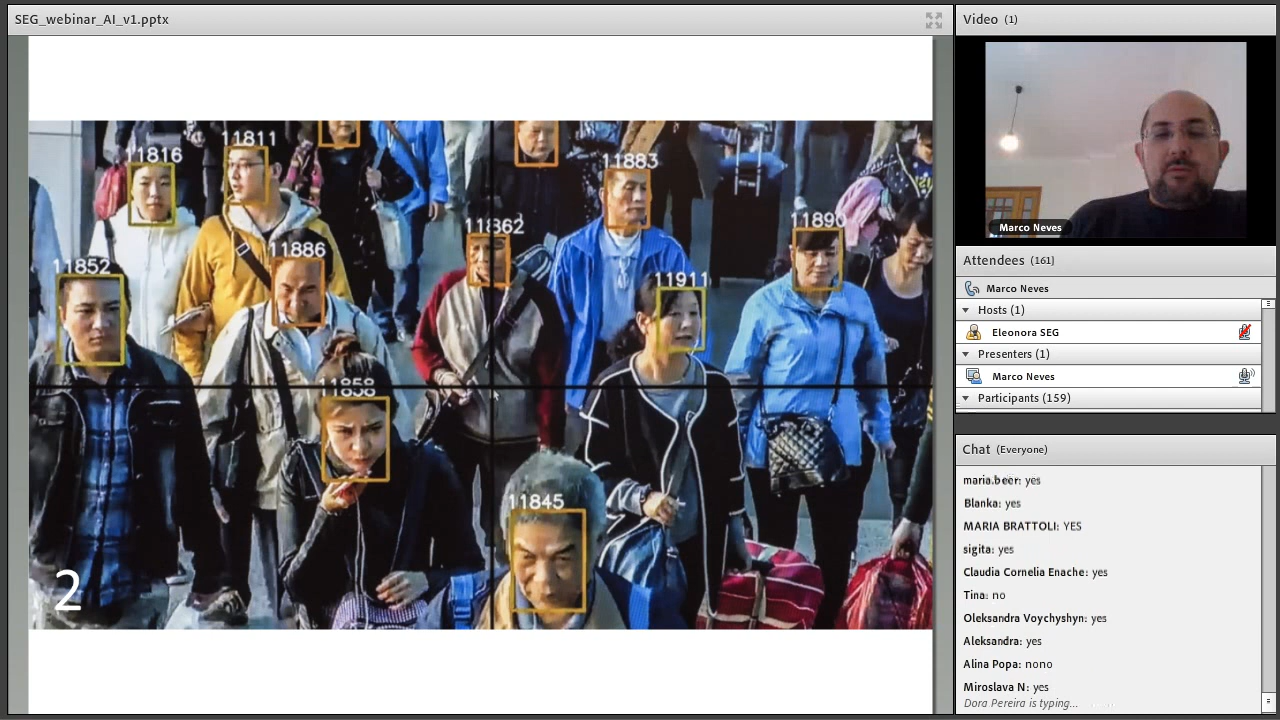 SEG_webinar_AI_v1.pptx
11816
11811
11883
11862
11890
11886
11852
11911
11858
11845
2
Video (1)
Marco Neves
Attendees (161)
Marco Neves
Hosts (1)
Eleonora SEG
Presenters (1)
Marco Neves
Participants (159)
Chat (Everyone)
maria.beer: yes
Blanka: yes
MARIA BRATTOLI: YES
sigita: yes
Claudia Cornelia Enache: yes
Tina: no
Oleksandra Voychyshyn: yes
Aleksandra: yes
Alina Popa: nono
Miroslava N: yes
Dora Pereira is typing...